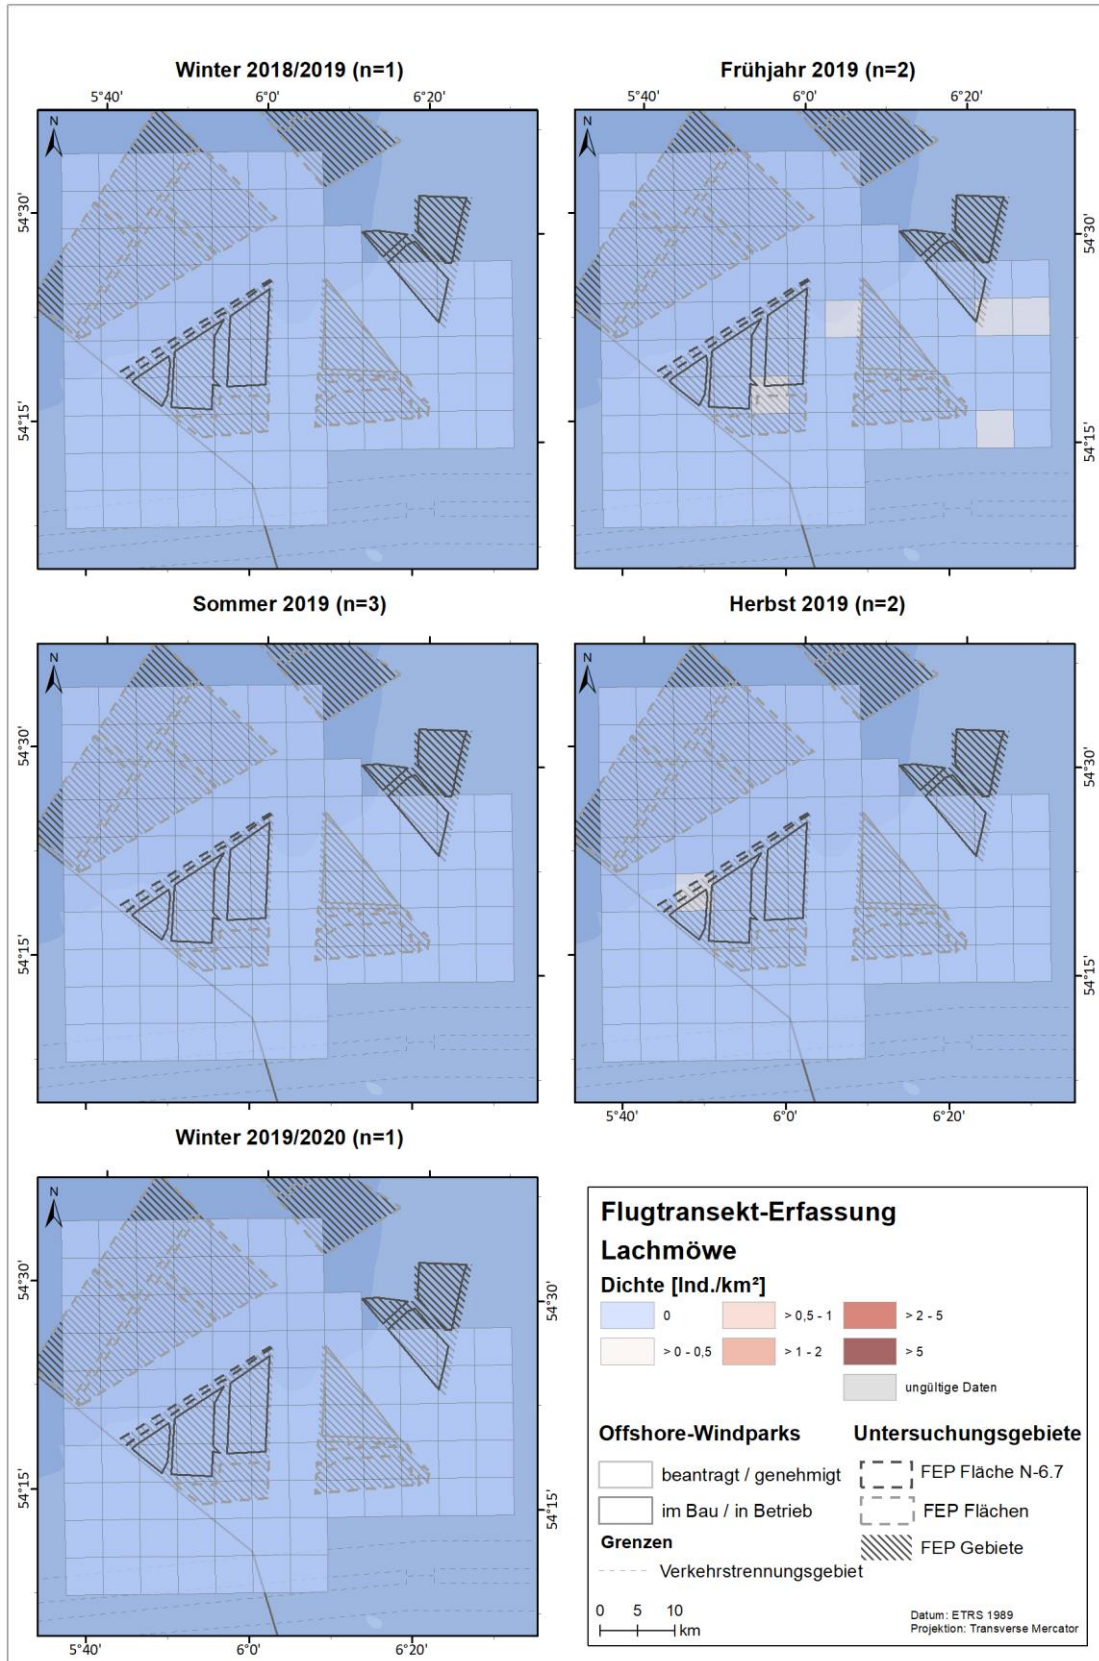 Winter 2018/2019 (n=1)
5°40' 6°0' 6°20'
N
54°30'
54°15'
Frühjahr 2019 (n=2)
5°40' 6°0' 6°20'
N
54°30'
54°15'
Sommer 2019 (n=3)
N
54°30'
54°15'
Herbst 2019 (n=2)
N
54°30'
54°15'
5°40' 6°0' 6°20'
Winter 2019/2020 (n=1)
N
54°30'
54°30'
54°15'
54°15'
5°40' 6°0' 6°20'
Flugtransekt-Erfassung
Lachmöwe
Dichte [Ind./km²]
0 > 0,5 - 1 > 2 - 5
> 0 - 0,5 > 1 - 2 > 5
ungültige Daten
Offshore-Windparks Untersuchungsgebiete
beantragt / genehmigt FEP Fläche N-6.7
im Bau / in Betrieb FEP Flächen
Grenzen FEP Gebiete
Verkehrstrennungsgebiet
0 5 10
km
Datum: ETRS 1989
Projektion: Transverse Mercator